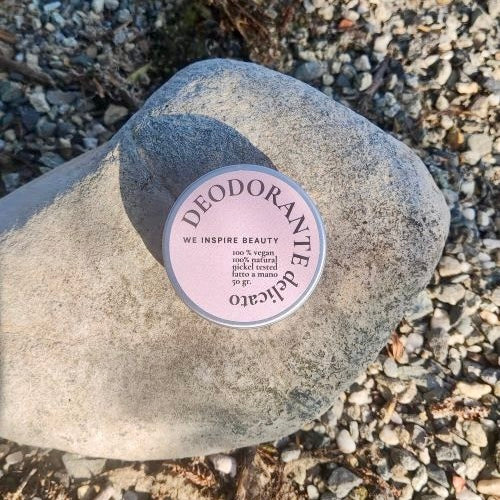 DEODORANTE delicato
WE INSPIRE BEAUTY
100 % vegan
100% natural
nickel tested
fatto a mano
50 gr.